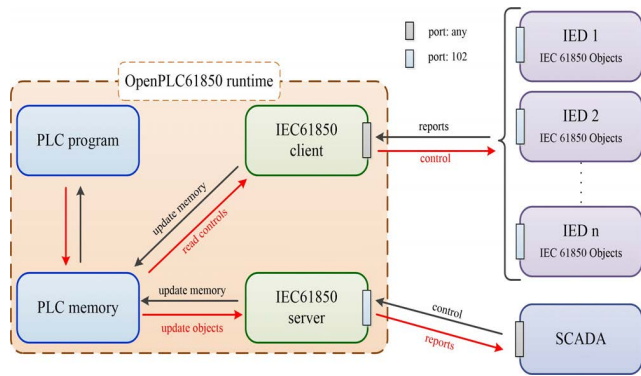 port: any
port: 102
OpenPLC61850 runtime
PLC program
IEC61850
client
reports
control
IED 1
IEC 61850 Objects
IED 2
IEC 61850 Objects
update memory
read controls
IED n
IEC 61850 Objects
PLC memory
update memory
update objects
IEC61850
server
control
reports
SCADA